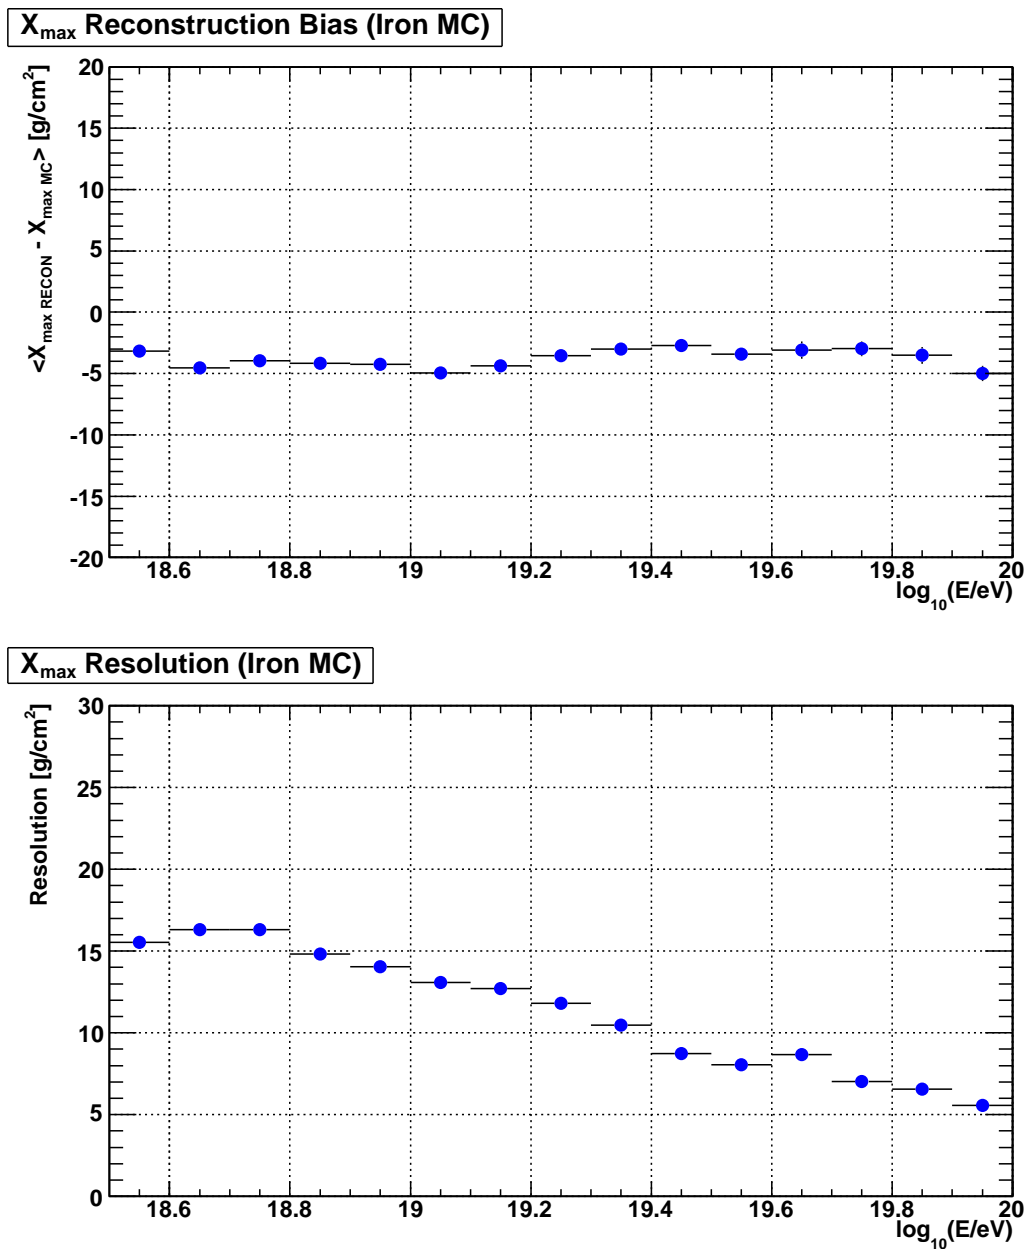 Xmax Reconstruction Bias (Iron MC)
<Xmax RECON - Xmax MC> [g/cm2]
20
15
10
5
0
-5
-10
-15
-20
18.6 18.8 19 19.2 19.4 19.6 19.8 20
log10(E/eV)
Xmax Resolution (Iron MC)
Resolution [g/cm2]
30
25
20
15
10
5
0
18.6 18.8 19 19.2 19.4 19.6 19.8 20
log10(E/eV)